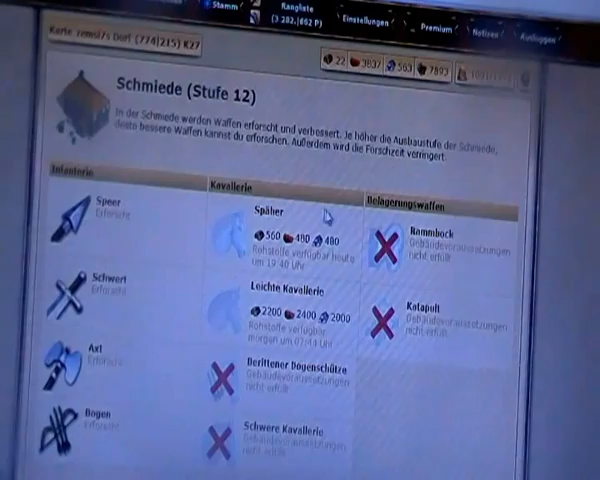 Stamm
Rangliste
(3 282.|662 P)
Einstellungen
Premium
Notizen
Ausloggen
Karte zemsl7s Dorf (774|215) K27
22 3837 563 7893
Schmiede (Stufe 12)
In der Schmiede werden Waffen erforscht und verbessert. Je höher die Ausbaustufe der Schmiede,
desto bessere Waffen kannst du erforschen. Außerdem wird die Forschzeit verringert.
Infanterie
Kavallerie
Belagerungswaffen
Speer
Erforscht
Späher
560 480 480
Rohstoffe verfügbar heute
um 19:40 Uhr
Rammbock
Gebäudevoraussetzungen
nicht erfüllt
Schwert
Erforscht
Leichte Kavallerie
2200 2400 2000
Rohstoffe verfügbar
morgen um 07:44 Uhr
Katapult
Gebäudevoraussetzungen
nicht erfüllt
Axt
Erforscht
Berittener Bogenschütze
Gebäudevoraussetzungen
nicht erfüllt
Bogen
Erforscht
Schwere Kavallerie
Gebäudevoraussetzungen
nicht erfüllt